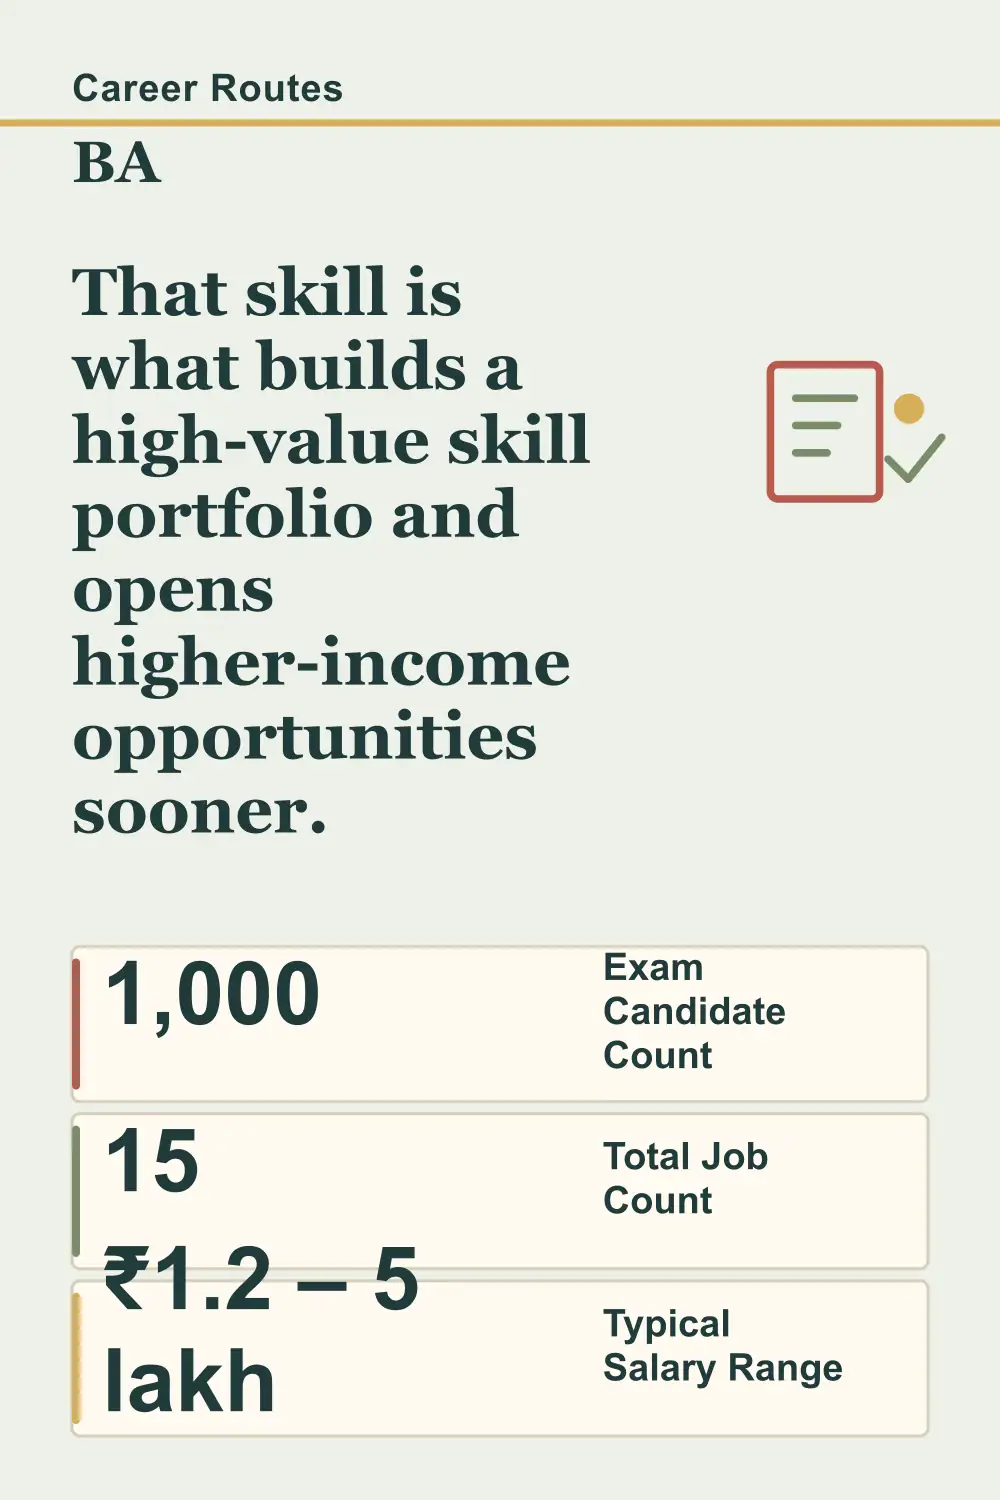 Career Routes
BA
That skill is
what builds a
high-value skill
portfolio and
opens
higher-income
opportunities
sooner.
1,000
Exam
Candidate
Count
15
Total Job
Count
₹1.2 – 5
lakh
Typical
Salary Range